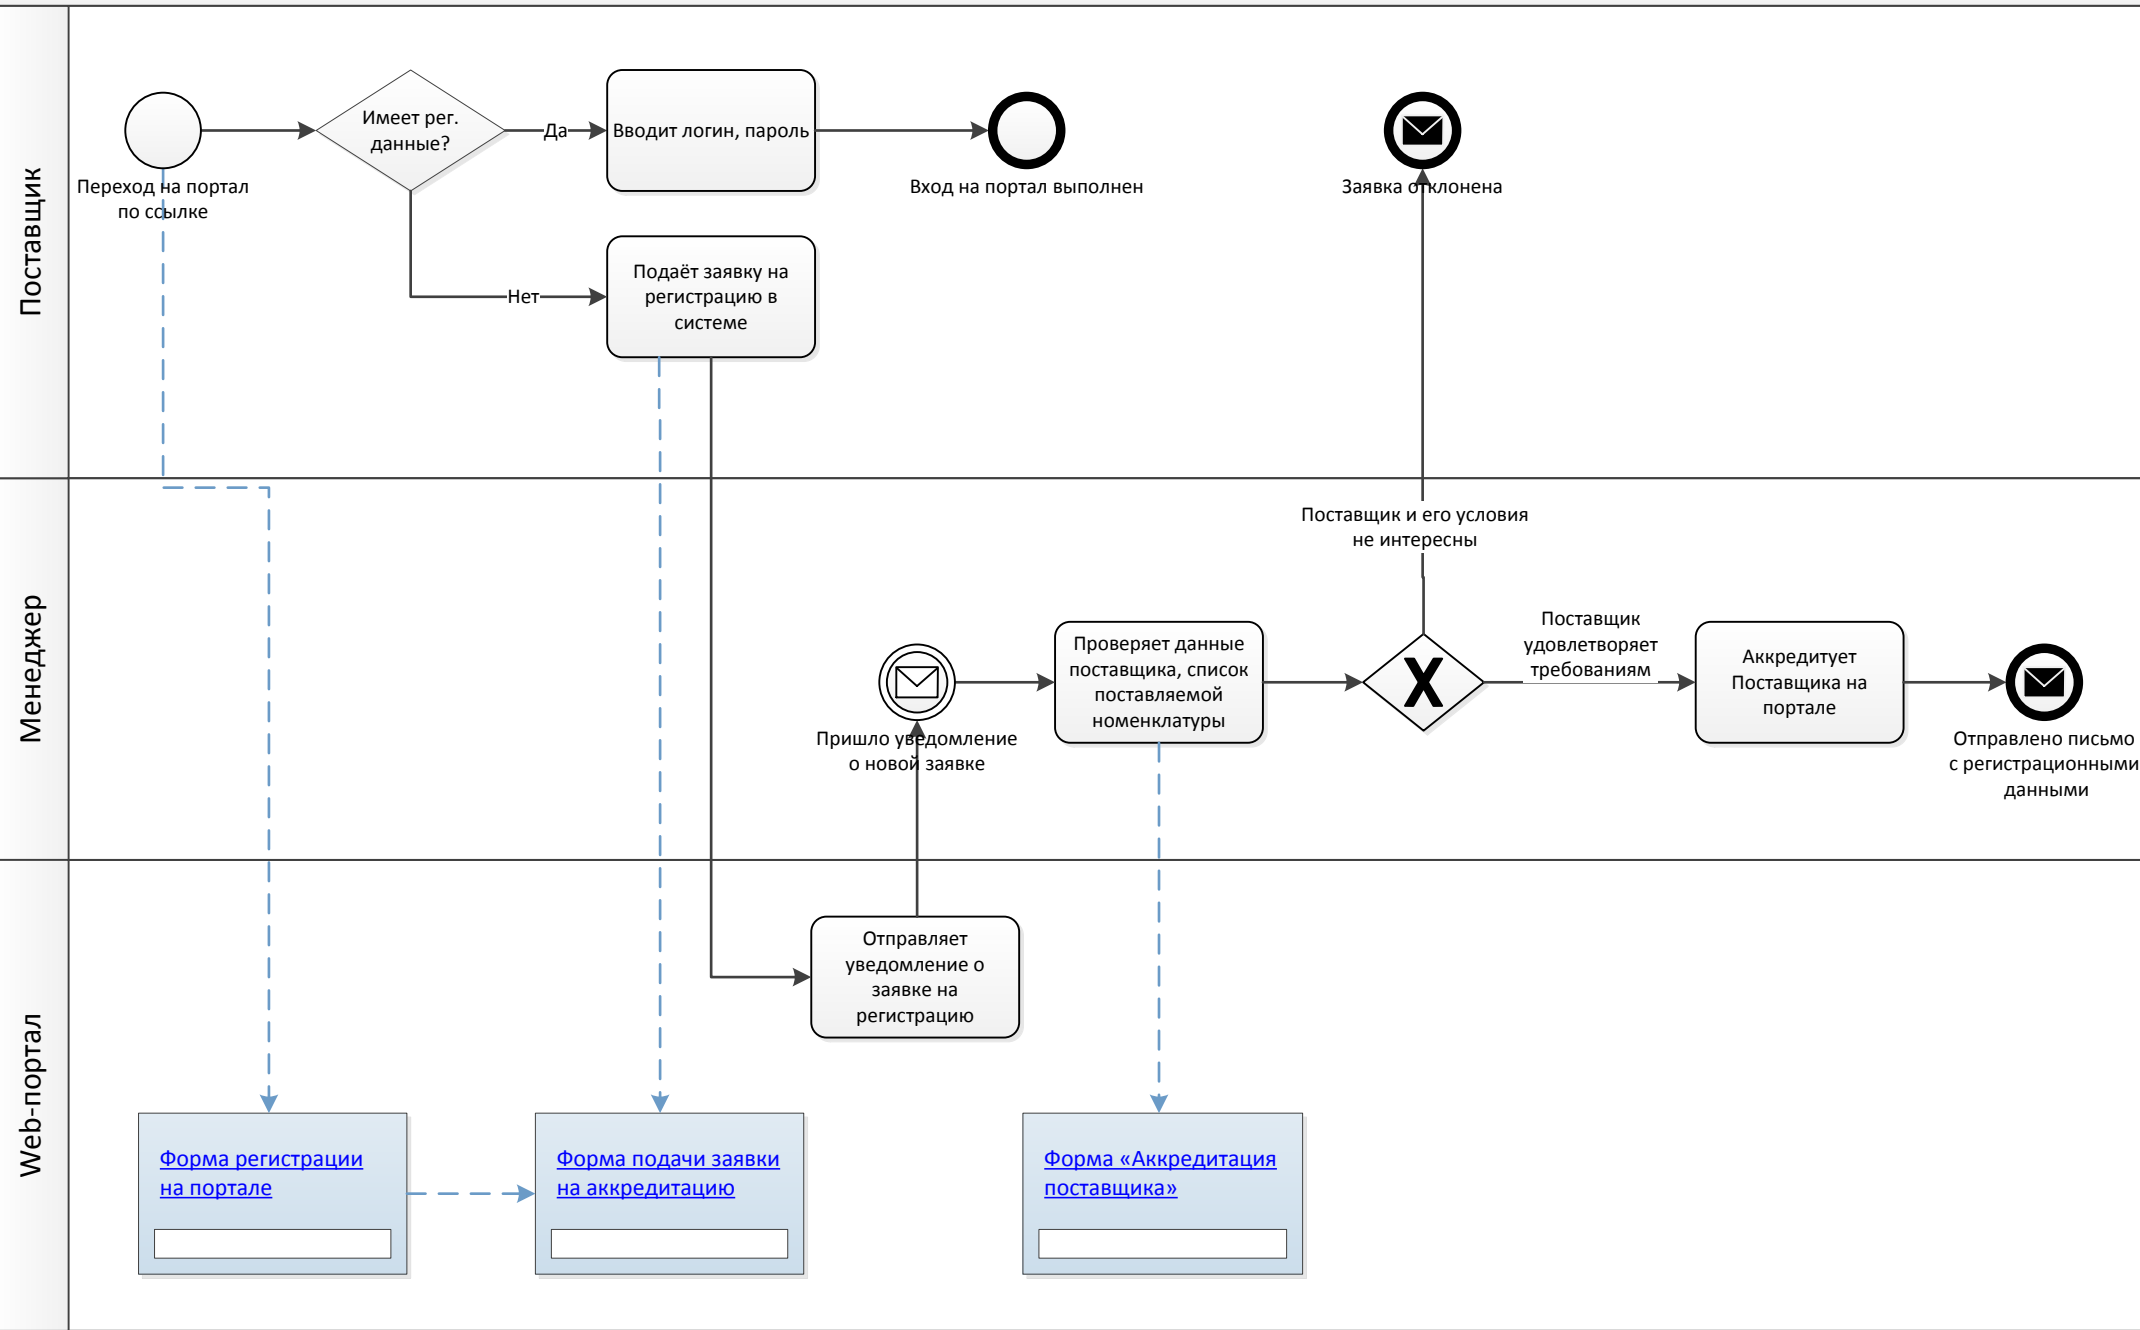 Поставщик
Имеет рег.
данные?
Да
Вводит логин, пароль
Переход на портал
по ссылке
Вход на портал выполнен
Заявка отклонена
Нет
Подаёт заявку на
регистрацию в
системе
Менеджер
Поставщик и его условия
не интересны
Пришло уведомление
о новой заявке
Проверяет данные
поставщика, список
поставляемой
номенклатуры
X
Поставщик
удовлетворяет
требованиям
Аккредитует
Поставщика на
портале
Отправлено письмо
с регистрационными
данными
Web-портал
Отправляет
уведомление о
заявке на
регистрацию
Форма регистрации
на портале
Форма подачи заявки
на аккредитацию
Форма «Аккредитация
поставщика»